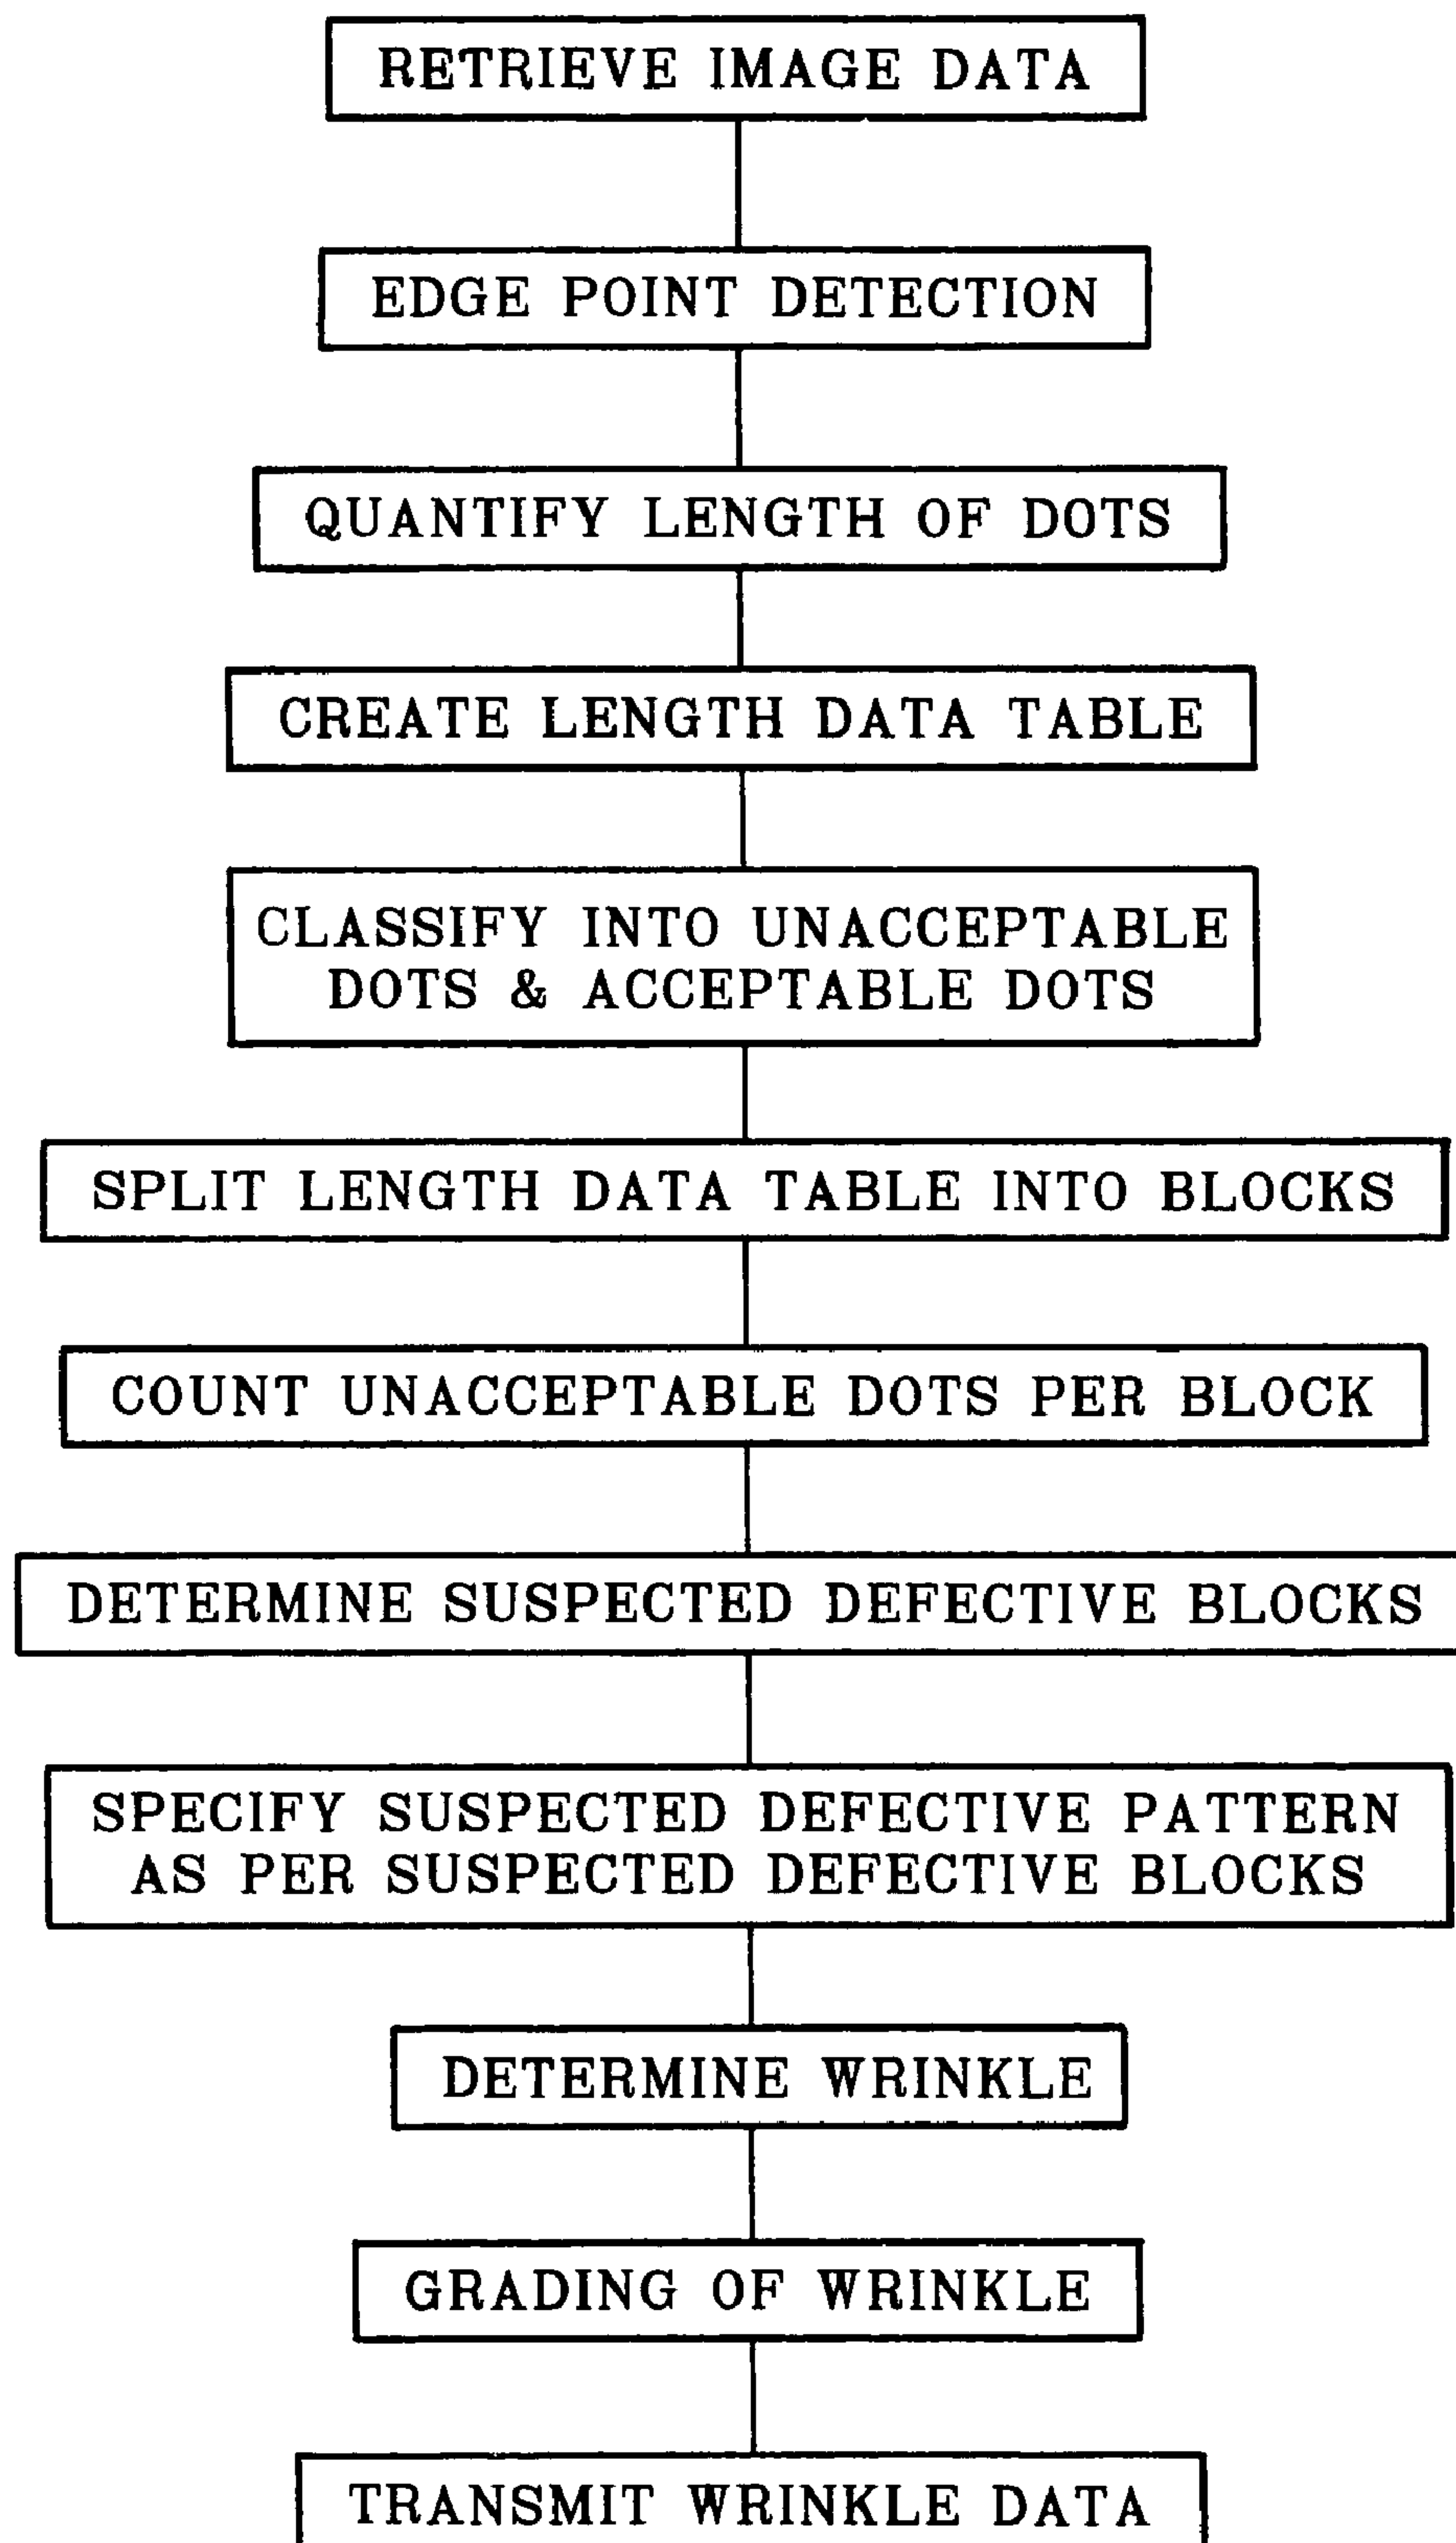 RETRIEVE IMAGE DATA
EDGE POINT DETECTION
QUANTIFY LENGTH OF DOTS
CREATE LENGTH DATA TABLE
CLASSIFY INTO UNACCEPTABLE
DOTS & ACCEPTABLE DOTS
SPLIT LENGTH DATA TABLE INTO BLOCKS
COUNT UNACCEPTABLE DOTS PER BLOCK
DETERMINE SUSPECTED DEFECTIVE BLOCKS
SPECIFY SUSPECTED DEFECTIVE PATTERN
AS PER SUSPECTED DEFECTIVE BLOCKS
DETERMINE WRINKLE
GRADING OF WRINKLE
TRANSMIT WRINKLE DATA